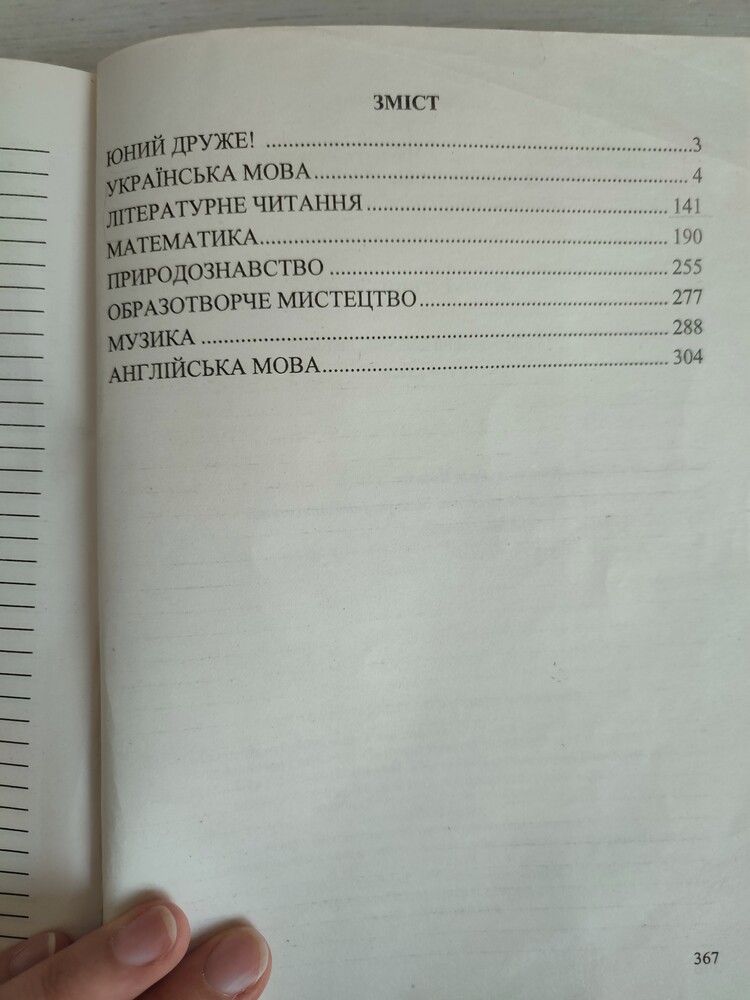 ЗМІСТ
ЮНИЙ ДРУЖЕ! ........................................................................3
УКРАЇНСЬКА МОВА................................................................ 4
ЛІТЕРАТУРНЕ ЧИТАННЯ ..................................................... 141
МАТЕМАТИКА....................................................................... 190
ПРИРОДОЗНАВСТВО ........................................................... 255
ОБРАЗОТВОРЧЕ МИСТЕЦТВО........................................... 277
МУЗИКА ................................................................................. 288
АНГЛІЙСЬКА МОВА............................................................ 304
367